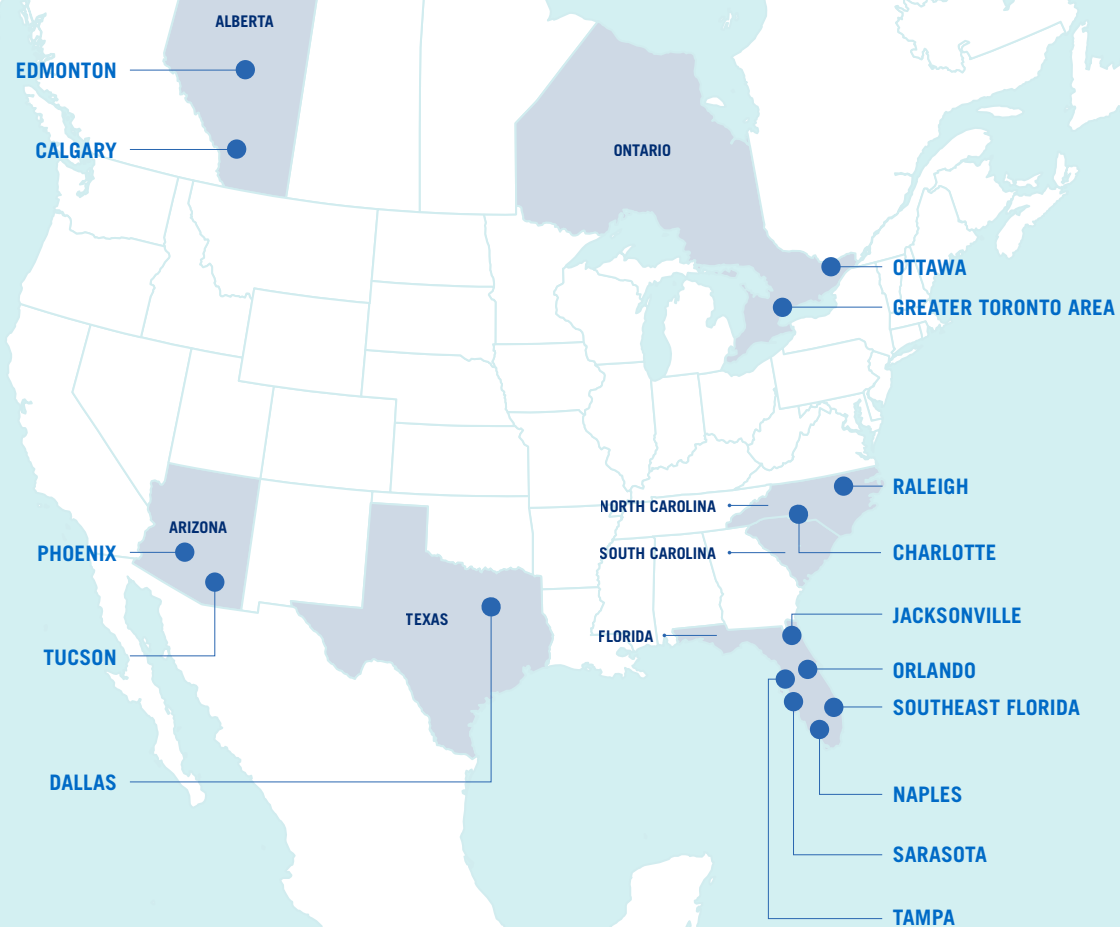 ALBERTA
EDMONTON
CALGARY
ONTARIO
OTTAWA
GREATER TORONTO AREA
RALEIGH
NORTH CAROLINA
ARIZONA
PHOENIX
SOUTH CAROLINA
CHARLOTTE
JACKSONVILLE
TEXAS
FLORIDA
TUCSON
ORLANDO
SOUTHEAST FLORIDA
DALLAS
NAPLES
SARASOTA
TAMPA